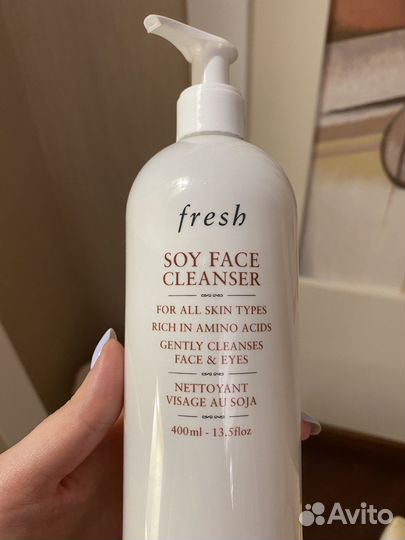 fresh
SOY FACE
CLEANSER
FOR ALL SKIN TYPES
RICH IN AMINO ACIDS
GENTLY CLEANSES
FACE & EYES
NETTOYANT
VISAGE AU SOJA
400ml - 13.5floz
Avito